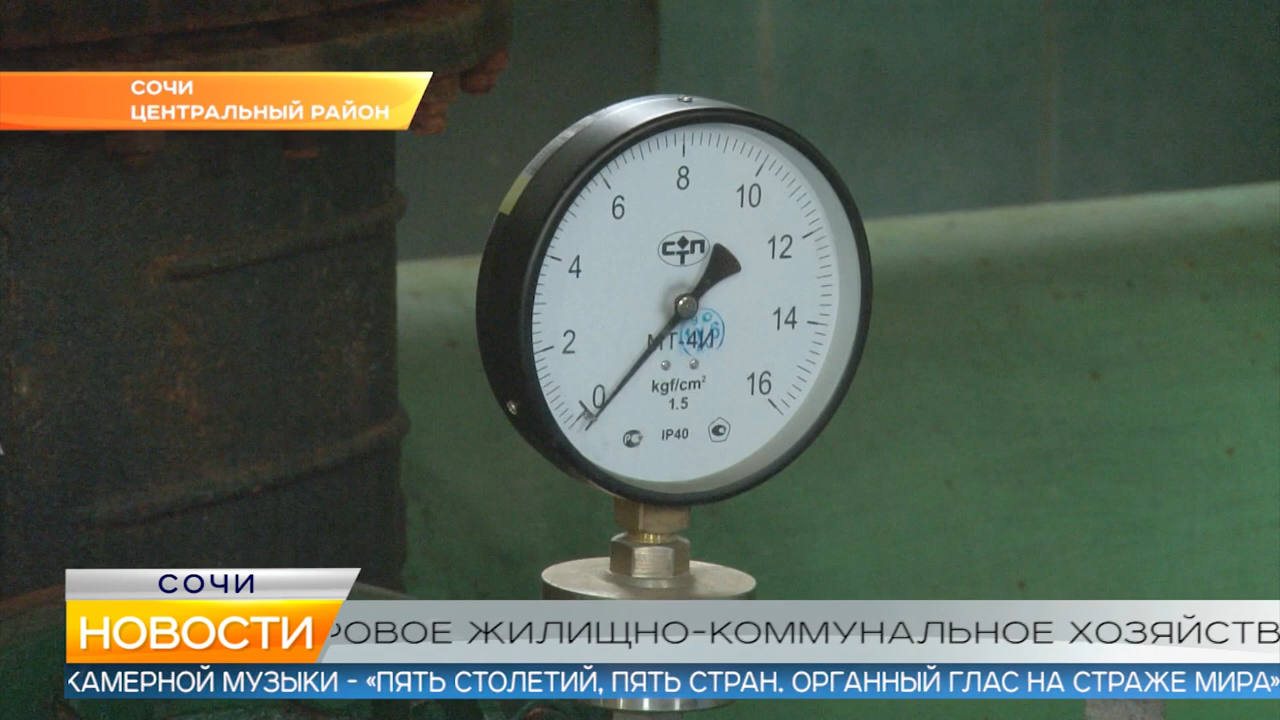 СОЧИ
ЦЕНТРАЛЬНЫЙ РАЙОН
8
6
10
СТП
12
4
14
2
МТ-4И
16
0
kgf/cm²
1.5
IP40
СОЧИ
НОВОСТИ
РОВОЕ ЖИЛИЩНО-КОММУНАЛЬНОЕ ХОЗЯЙСТВ
КАМЕРНОЙ МУЗЫКИ - «ПЯТЬ СТОЛЕТИЙ, ПЯТЬ СТРАН. ОРГАННЫЙ ГЛАС НА СТРАЖЕ МИРА»